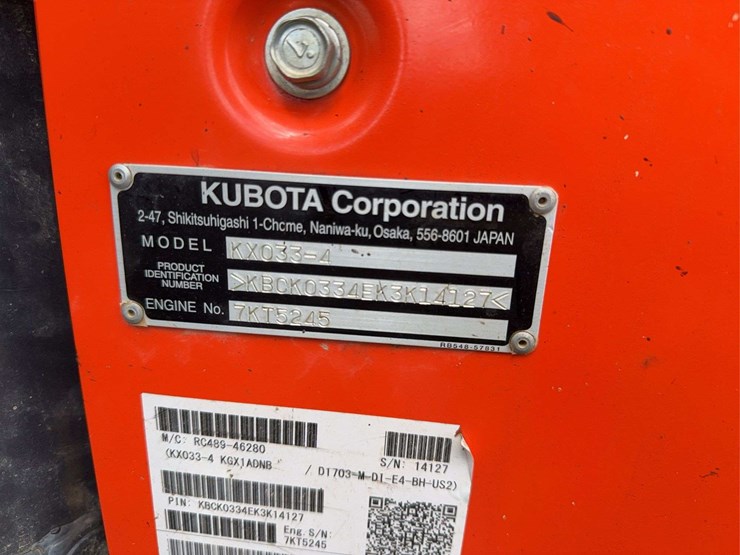 KUBOTA Corporation
2-47, Shikitsuhigashi 1-Chome, Naniwa-ku, Osaka, 556-8601 JAPAN
MODEL KX033-4
PRODUCT IDENTIFICATION NUMBER >KBCK0334EK3K14127<
ENGINE No. 7KT5245
RB548-57831
M/C: RC489-46280 S/N: 14127
(KX033-4 KGX1ADNB / D1703-M-DI-E4-BH-US2)
PIN: KBCK0334EK3K14127
Eng. S/N:
7KT5245